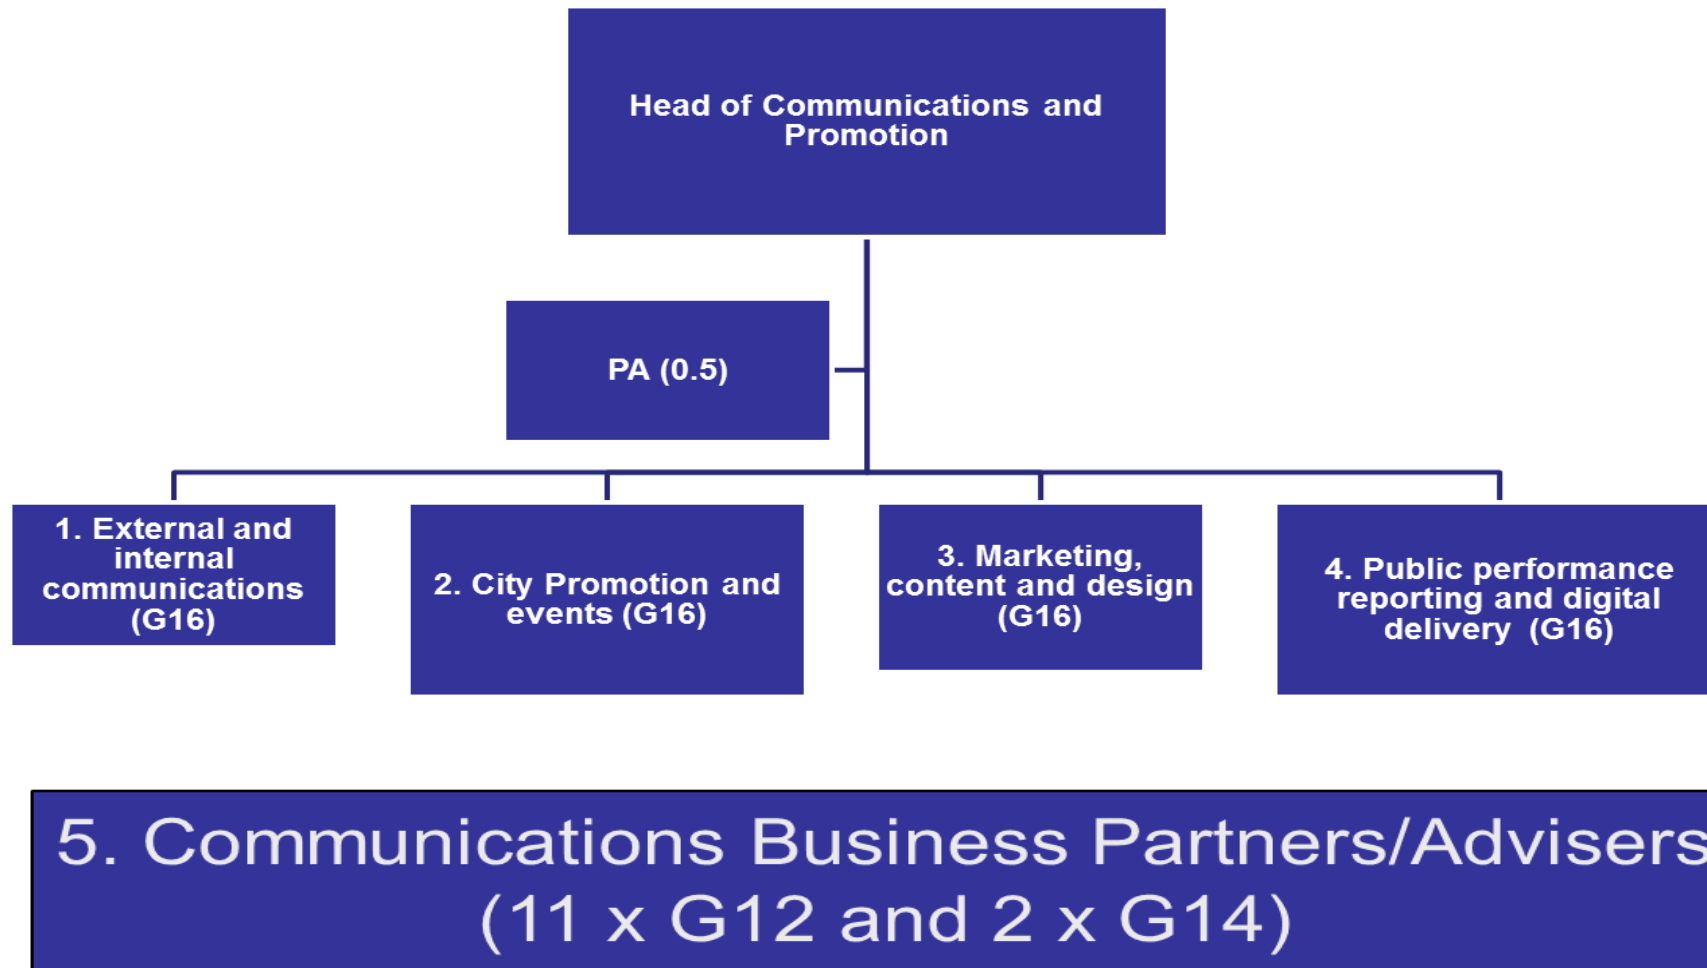 Head of Communications and
Promotion
PA (0.5)
1. External and
internal
communications
(G16)
2. City Promotion and
events (G16)
3. Marketing,
content and design
(G16)
4. Public performance
reporting and digital
delivery (G16)
5. Communications Business Partners/Advisers
(11 x G12 and 2 x G14)